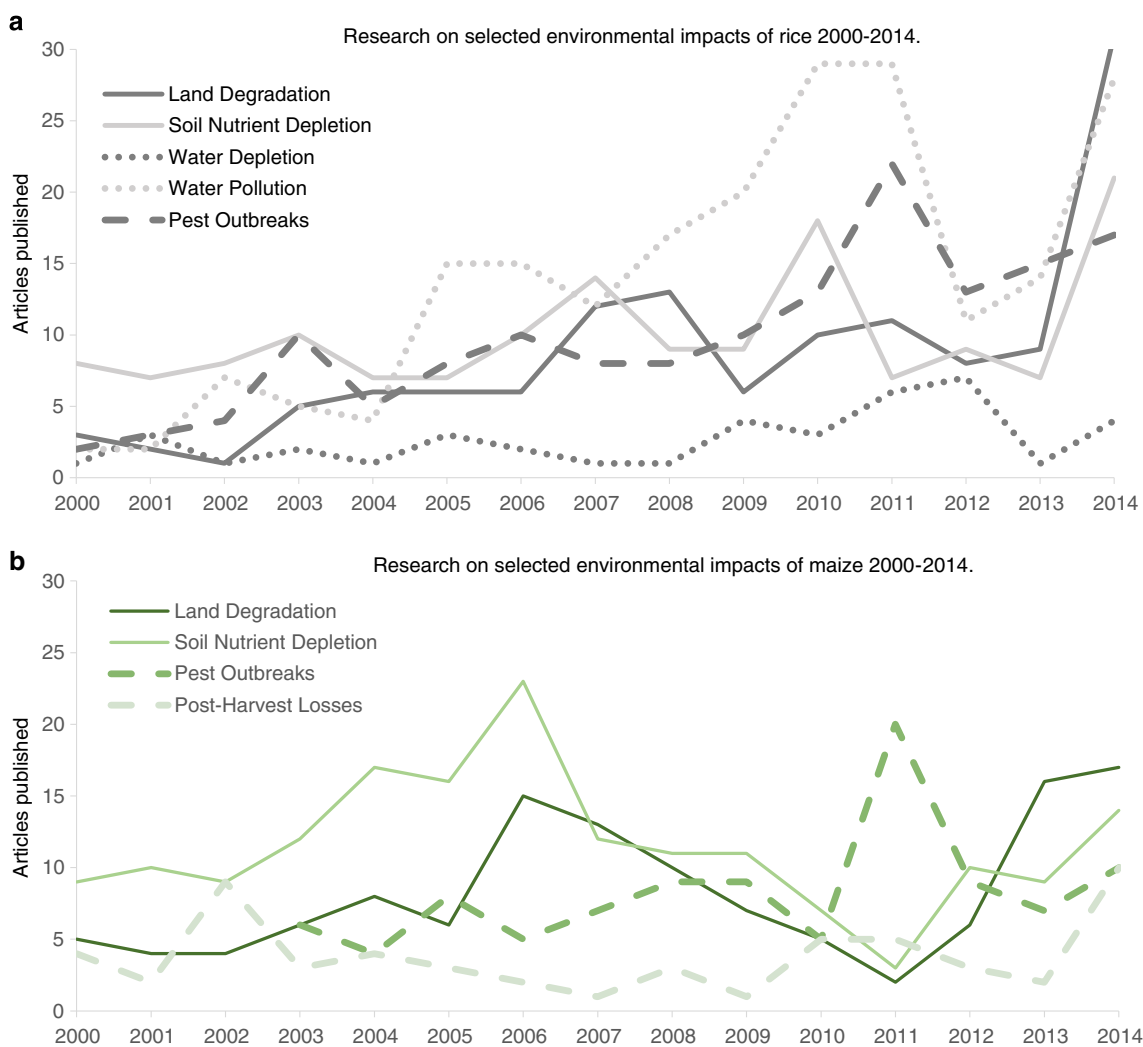 a
Research on selected environmental impacts of rice 2000-2014.
30
25
20
15
10
5
0
Articles published
Land Degradation
Soil Nutrient Depletion
Water Depletion
Water Pollution
Pest Outbreaks
2000 2001 2002 2003 2004 2005 2006 2007 2008 2009 2010 2011 2012 2013 2014
b
Research on selected environmental impacts of maize 2000-2014.
30
25
20
15
10
5
0
Articles published
Land Degradation
Soil Nutrient Depletion
Pest Outbreaks
Post-Harvest Losses
2000 2001 2002 2003 2004 2005 2006 2007 2008 2009 2010 2011 2012 2013 2014